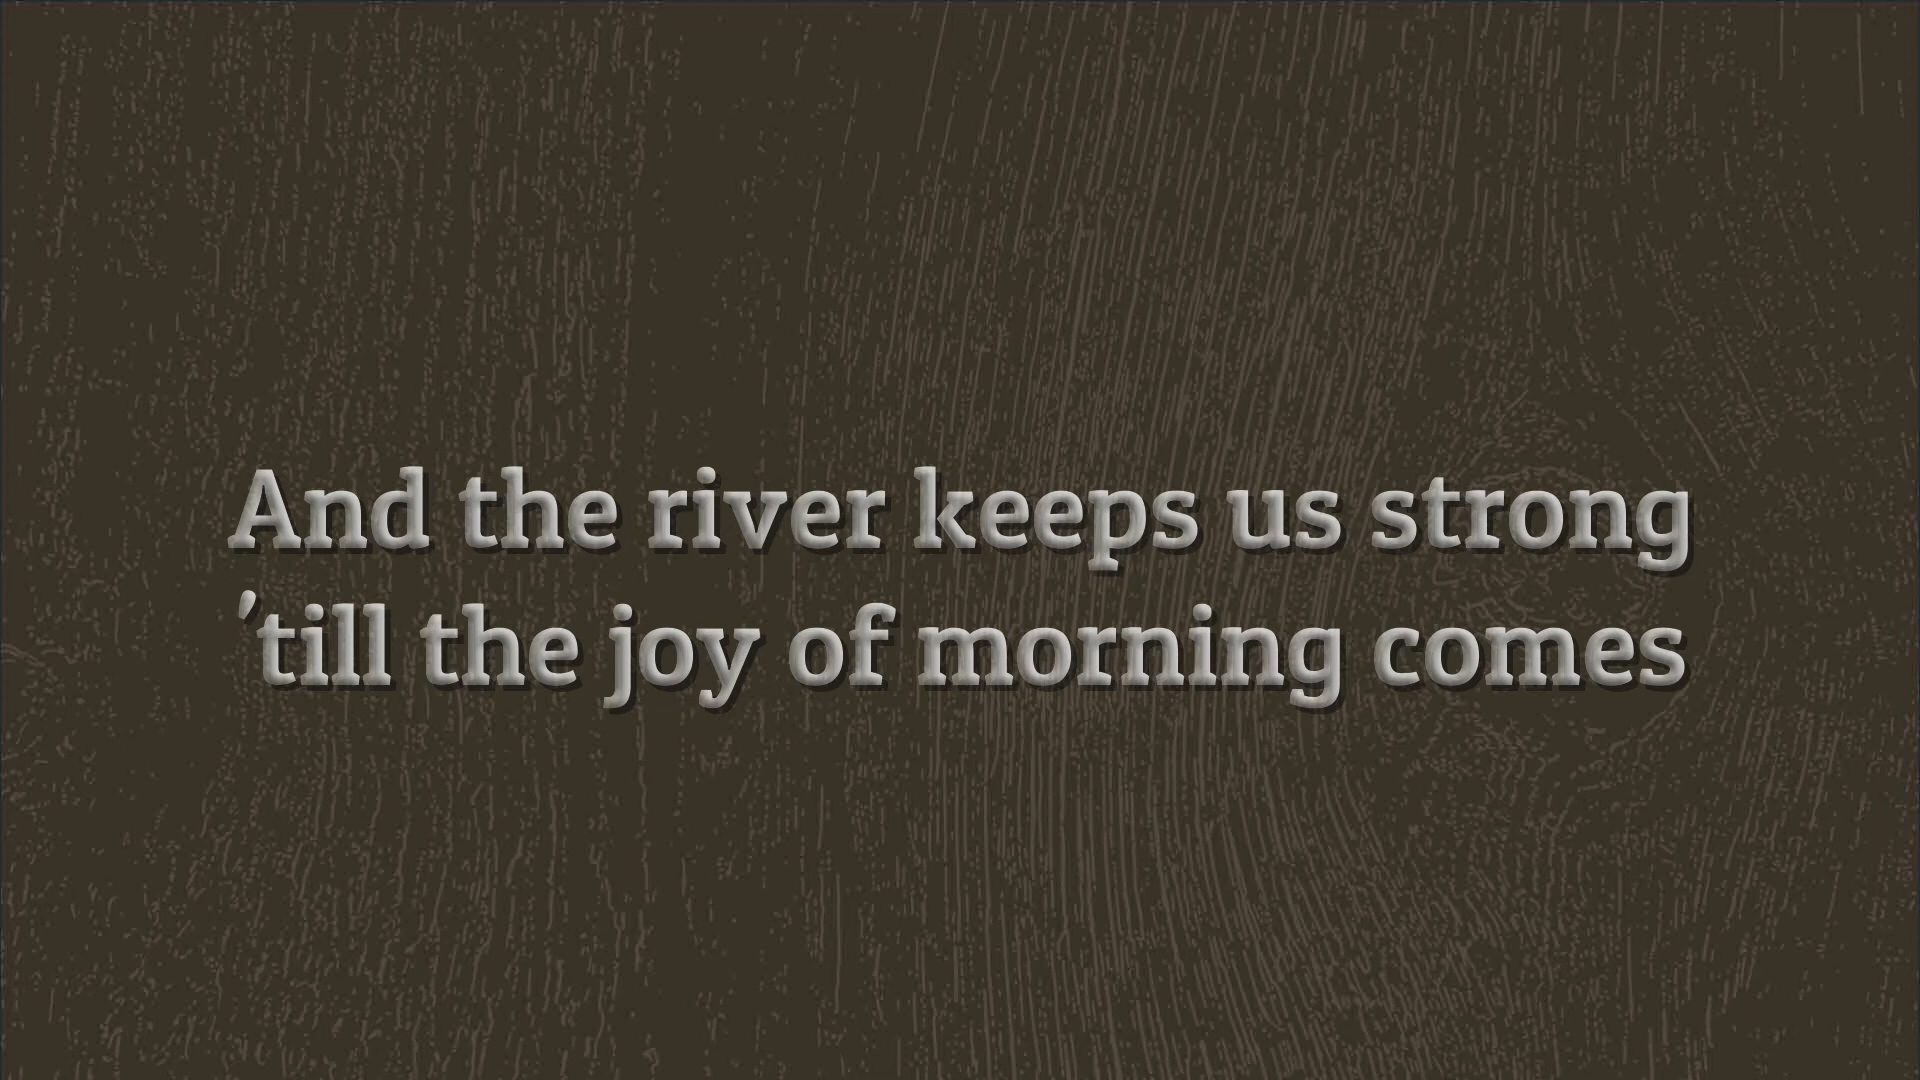 And the river keeps us strong
'till the joy of morning comes